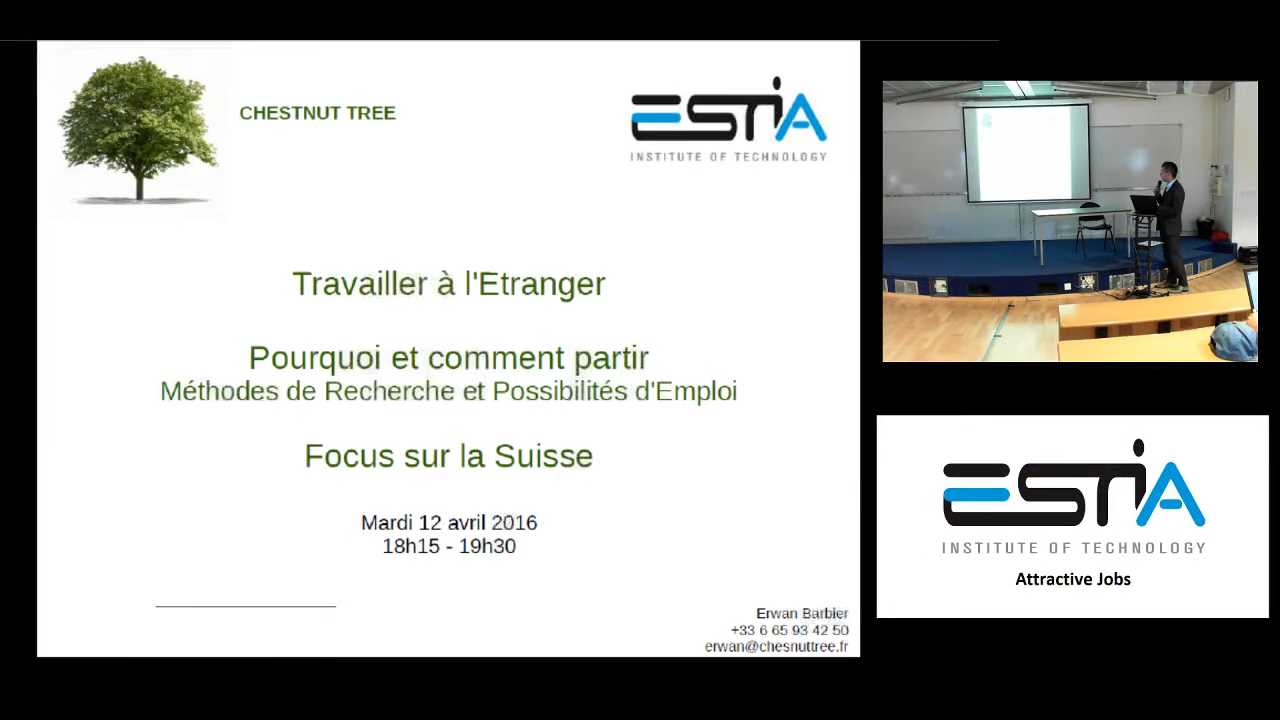 CHESTNUT TREE
ESTIA
INSTITUTE OF TECHNOLOGY
Travailler à l'Etranger
Pourquoi et comment partir
Méthodes de Recherche et Possibilités d'Emploi
Focus sur la Suisse
Mardi 12 avril 2016
18h15 - 19h30
Erwan Barbier
+33 6 65 93 42 50
erwan@chesnuttree.fr
ESTIA
INSTITUTE OF TECHNOLOGY
Attractive Jobs